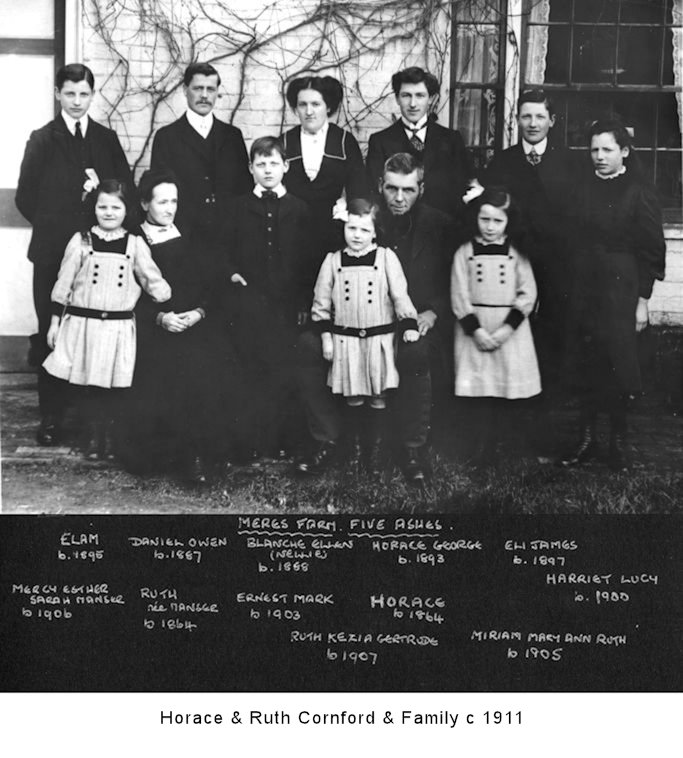 MERES FARM. FIVE ASHES.
ELAM DANIEL OWEN BLANCHE ELLEN HORACE GEORGE ELI JAMES
b. 1895 b. 1887 (NELLIE) b. 1893 b. 1897
b. 1888
HARRIET LUCY
b. 1900
MERCY ESTHER RUTH ERNEST MARK HORACE
SARAH MANSER née MANSER b 1903 b 1864
b 1906 b 1864
RUTH KEZIA GERTRUDE MIRIAM MARY ANN RUTH
b 1907 b 1905
Horace & Ruth Cornford & Family c 1911